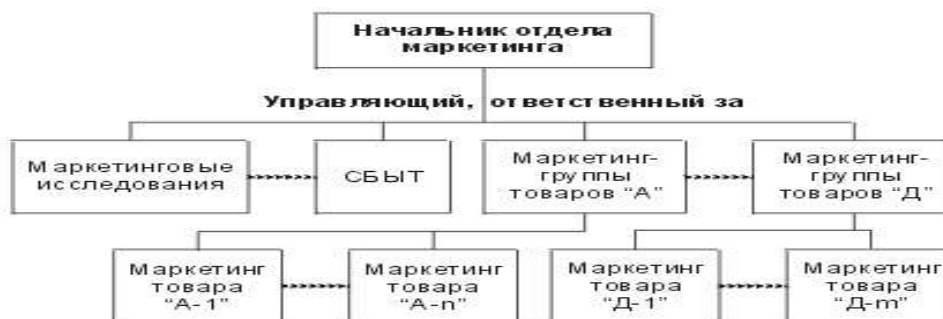 Начальник отдела
маркетинга
Управляющий, ответственный за
Маркетинговые
исследования
СБЫТ
Маркетинг-
группы
товаров “А”
Маркетинг-
группы
товаров “Д”
Маркетинг
товара
“А-1”
Маркетинг
товара
“А-n”
Маркетинг
товара
“Д-1”
Маркетинг
товара
“Д-m”